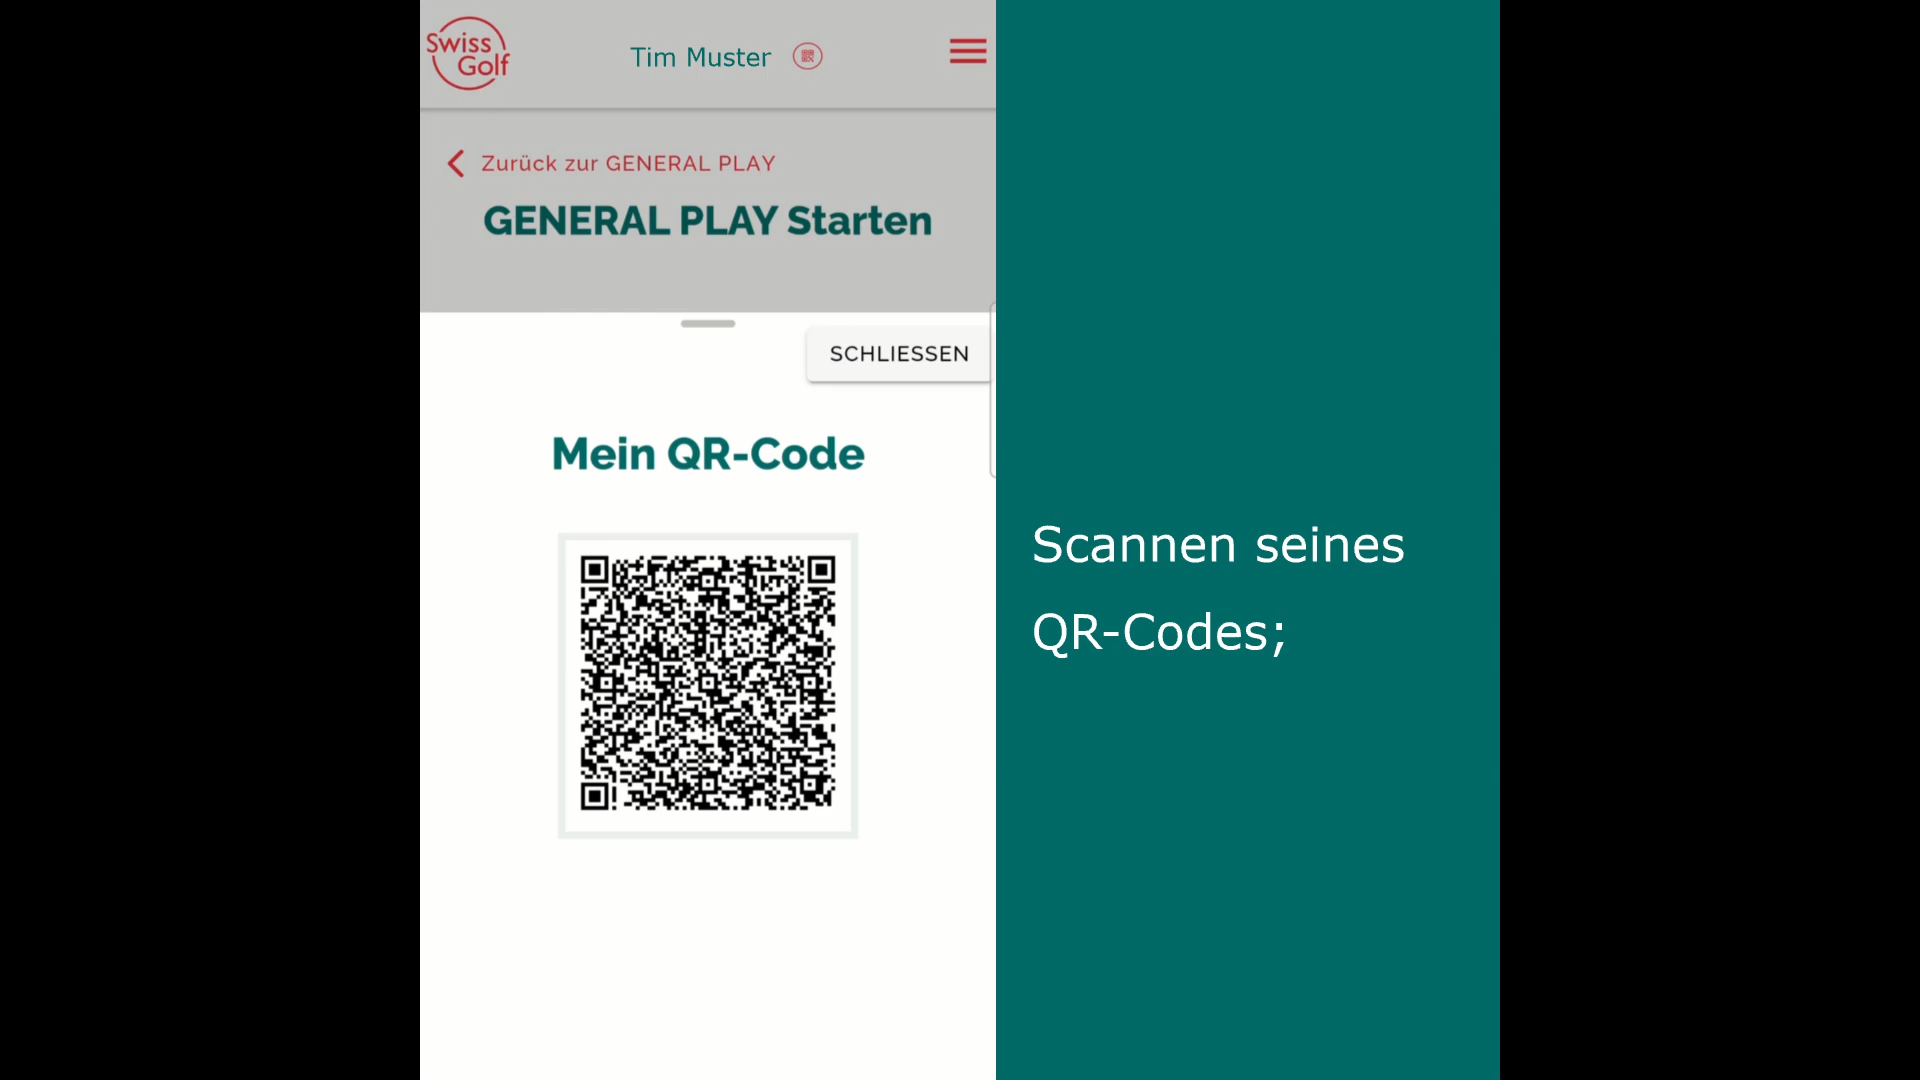 Swiss
Golf
Tim Muster
Zurück zur GENERAL PLAY
GENERAL PLAY Starten
SCHLIESSEN
Mein QR-Code
Scannen seines
QR-Codes;